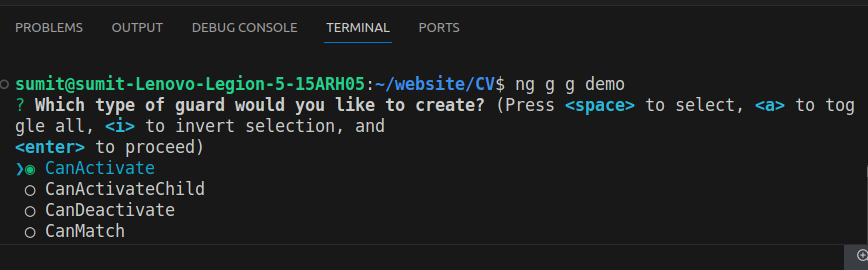 PROBLEMS OUTPUT DEBUG CONSOLE TERMINAL PORTS
sumit@sumit-Lenovo-Legion-5-15ARH05:~/website/CV$ ng g g demo
? Which type of guard would you like to create? (Press <space> to select, <a> to tog
gle all, <i> to invert selection, and
<enter> to proceed)
❯◉ CanActivate
◯ CanActivateChild
◯ CanDeactivate
◯ CanMatch